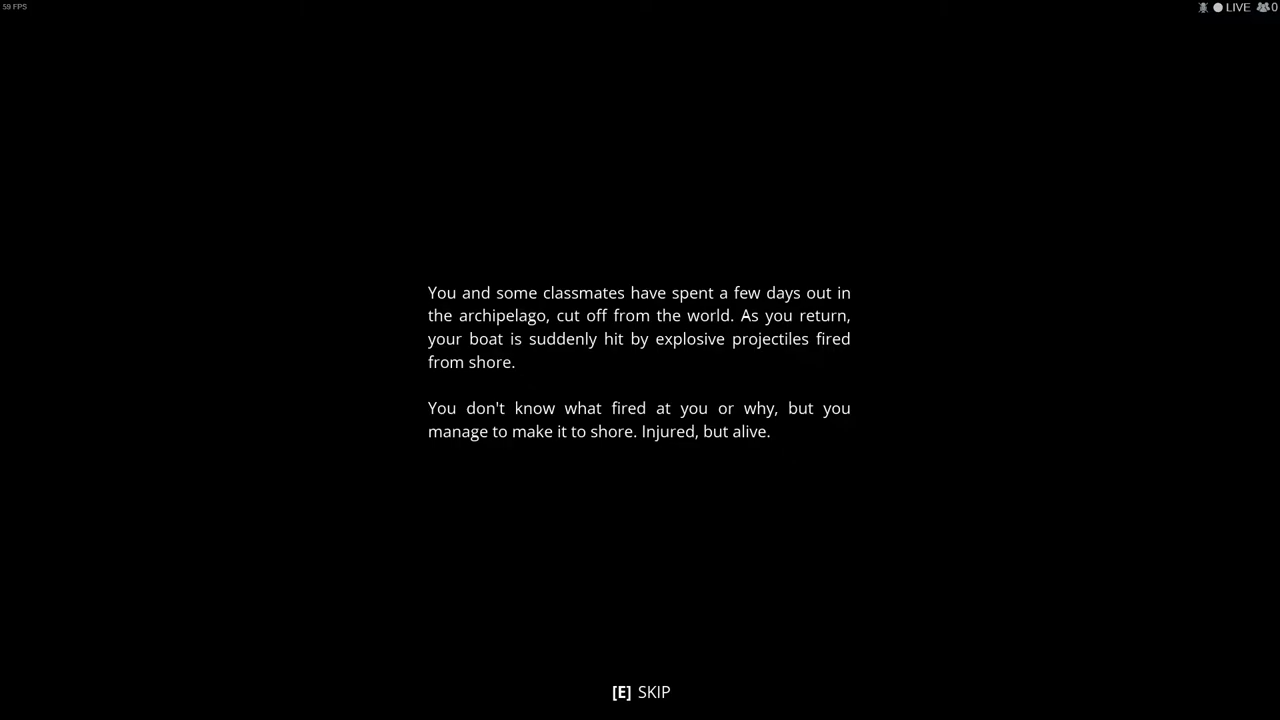 59 FPS
LIVE 0
You and some classmates have spent a few days out in
the archipelago, cut off from the world. As you return,
your boat is suddenly hit by explosive projectiles fired
from shore.
You don't know what fired at you or why, but you
manage to make it to shore. Injured, but alive.
[E] SKIP